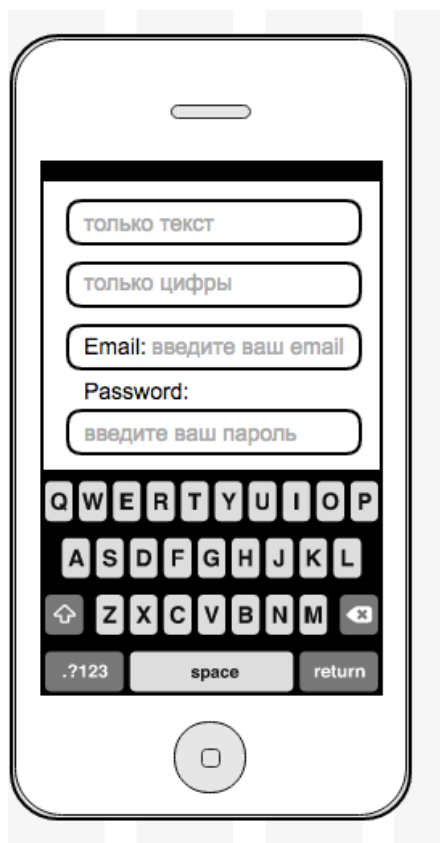 только текст
только цифры
Email: введите ваш email
Password:
введите ваш пароль
Q W E R T Y U I O P
A S D F G H J K L
Z X C V B N M
.?123 space return